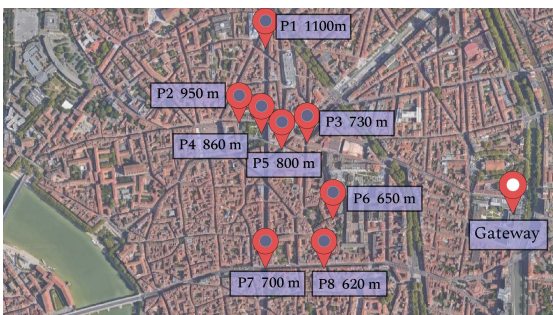 P1 1100m
P2 950 m
P3 730 m
P4 860 m
P5 800 m
P6 650 m
Gateway
P7 700 m
P8 620 m